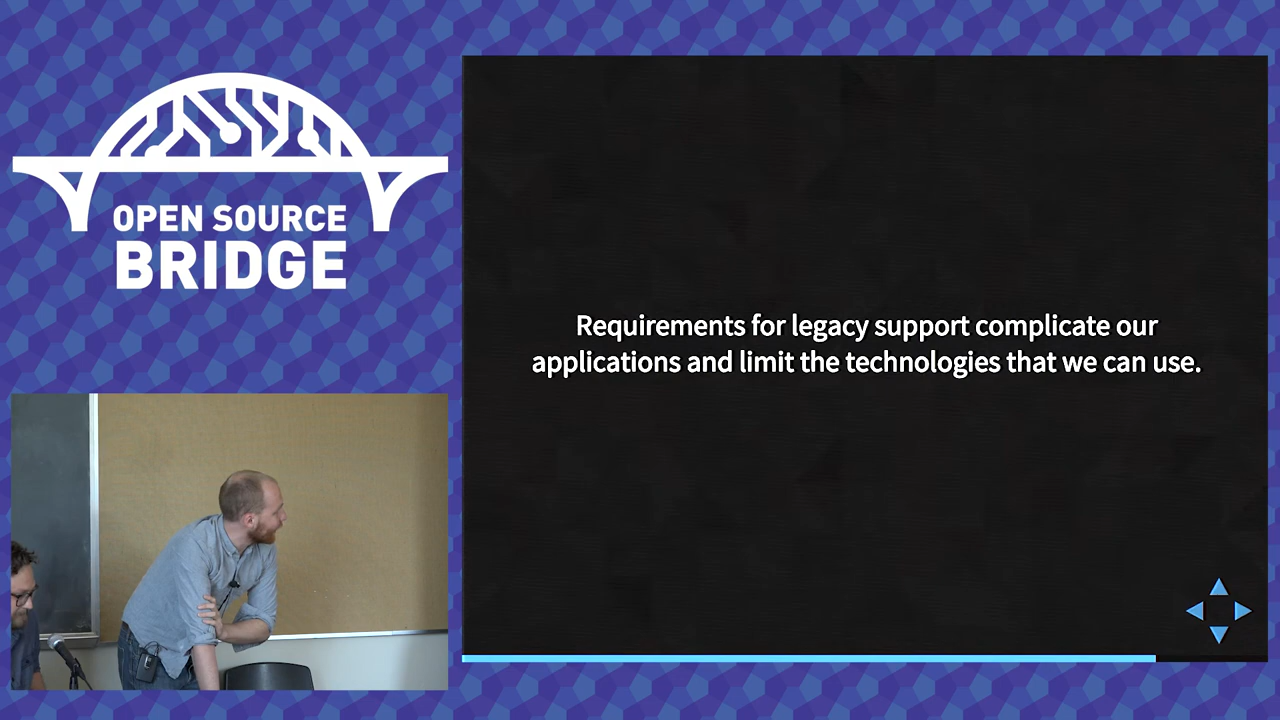 OPEN SOURCE
BRIDGE
Requirements for legacy support complicate our
applications and limit the technologies that we can use.